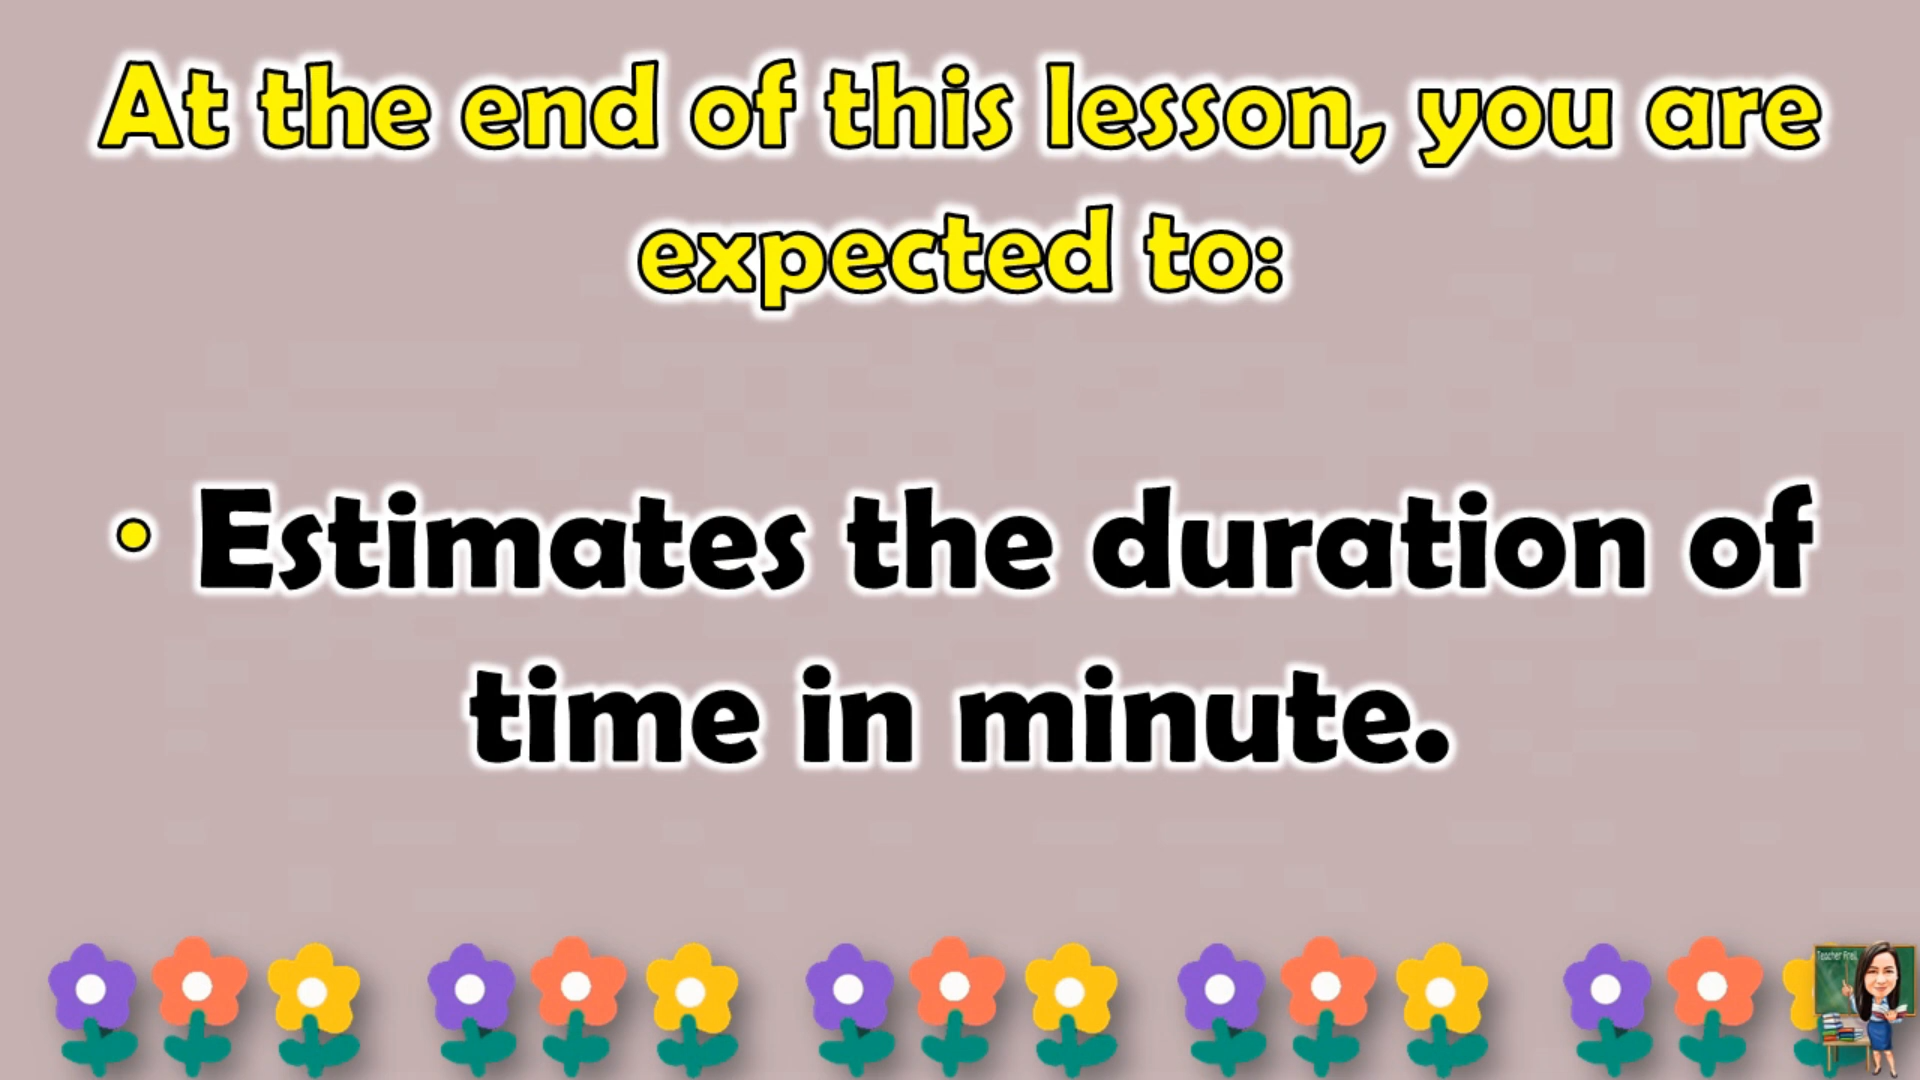 At the end of this lesson, you are
expected to:
• Estimates the duration of
time in minute.